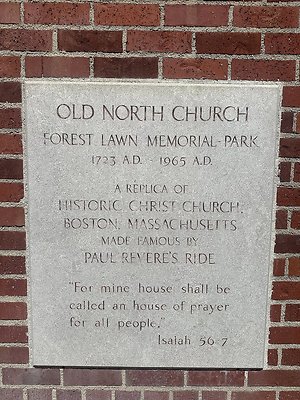 OLD NORTH CHURCH
FOREST LAWN MEMORIAL-PARK
1723 A.D. - 1965 A.D.
A REPLICA OF
HISTORIC CHRIST CHURCH,
BOSTON, MASSACHUSETTS
MADE FAMOUS BY
PAUL REVERE'S RIDE
"For mine house shall be
called an house of prayer
for all people."
Isaiah 56-7